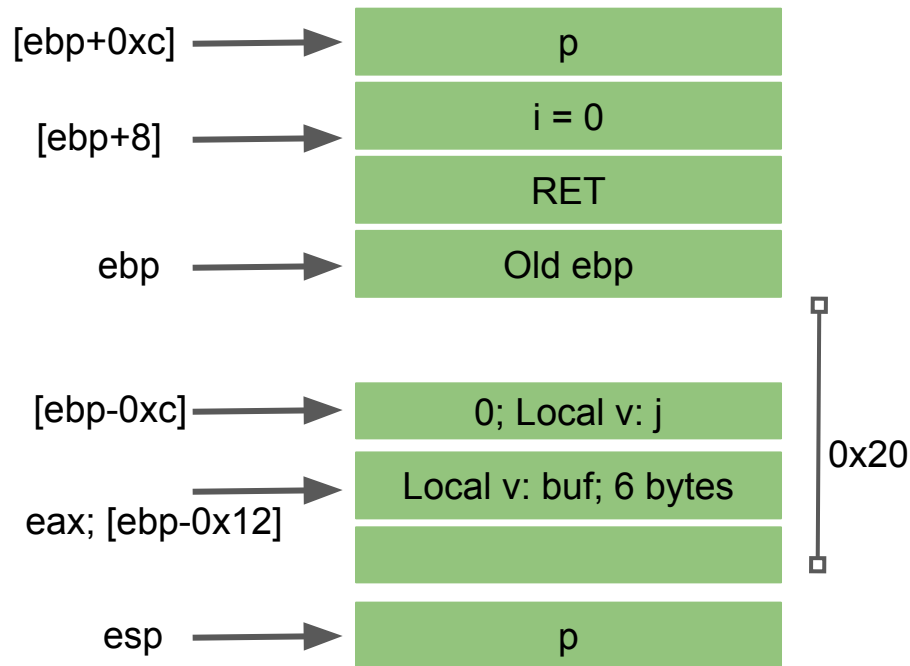 [ebp+0xc]
p
[ebp+8]
i = 0
RET
ebp
Old ebp
[ebp-0xc]
0; Local v: j
0x20
Local v: buf; 6 bytes
eax; [ebp-0x12]
esp
p